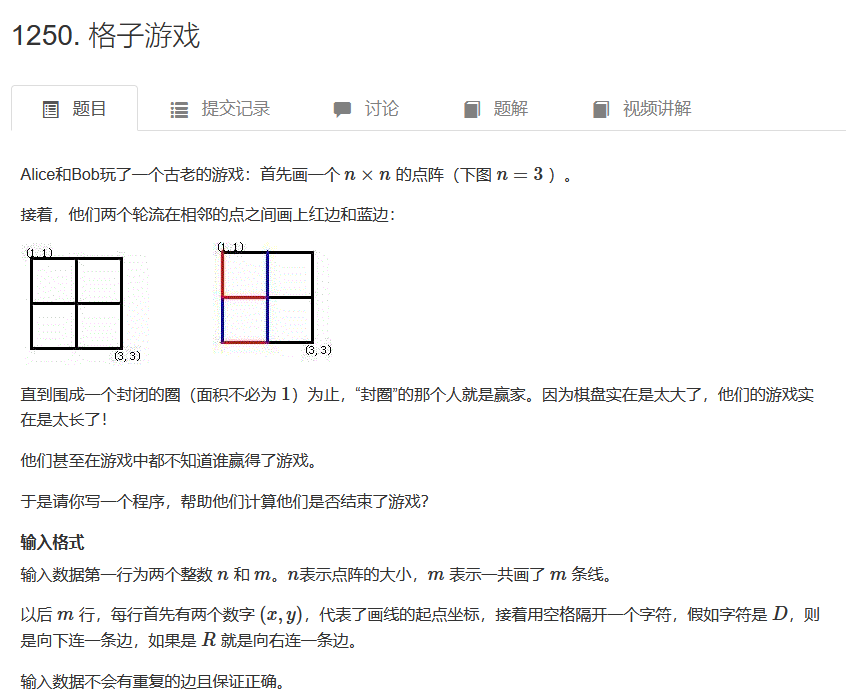 1250. 格子游戏
题目 提交记录 讨论 题解 视频讲解
Alice和Bob玩了一个古老的游戏：首先画一个 n × n 的点阵（下图 n = 3 ）。
接着，他们两个轮流在相邻的点之间画上红边和蓝边：
(1, 1) (1, 1)
(3, 3) (3, 3)
直到围成一个封闭的圈（面积不必为 1）为止，“封圈”的那个人就是赢家。因为棋盘实在是太大了，他们的游戏实
在是太长了！
他们甚至在游戏中都不知道谁赢得了游戏。
于是请你写一个程序，帮助他们计算他们是否结束了游戏？
输入格式
输入数据第一行为两个整数 n 和 m。n表示点阵的大小，m 表示一共画了 m 条线。
以后 m 行，每行首先有两个数字 (x, y)，代表了画线的起点坐标，接着用空格隔开一个字符，假如字符是 D，则
是向下连一条边，如果是 R 就是向右连一条边。
输入数据不会有重复的边且保证正确。